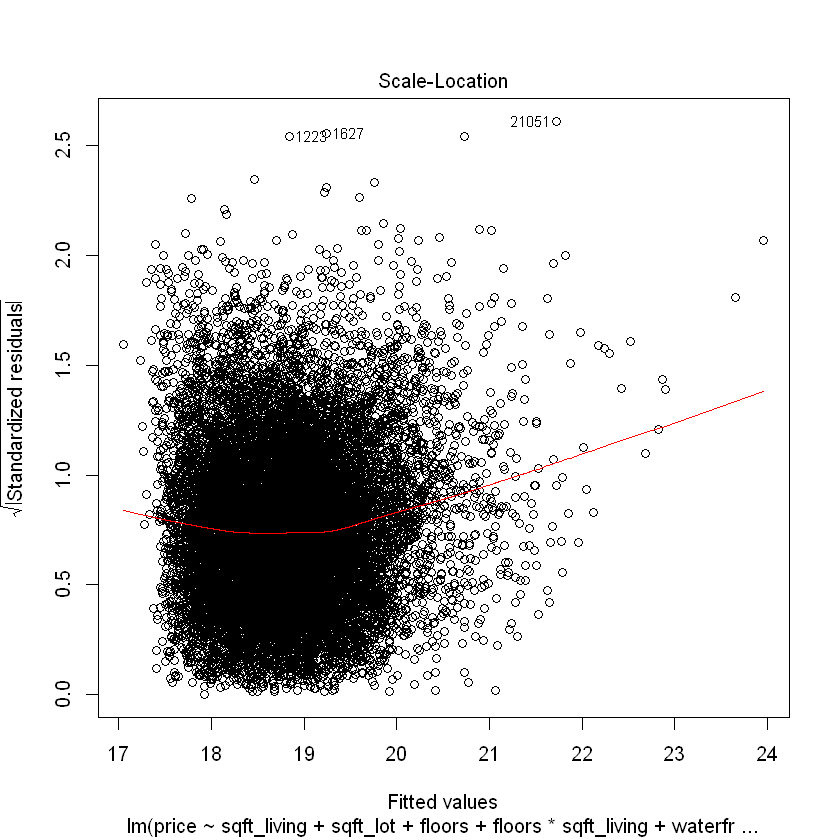 Scale-Location
√|Standardized residuals|
2.5
2.0
1.5
1.0
0.5
0.0
1223
1627
21051
17 18 19 20 21 22 23 24
Fitted values
lm(price ~ sqft_living + sqft_lot + floors + floors * sqft_living + waterfr ...